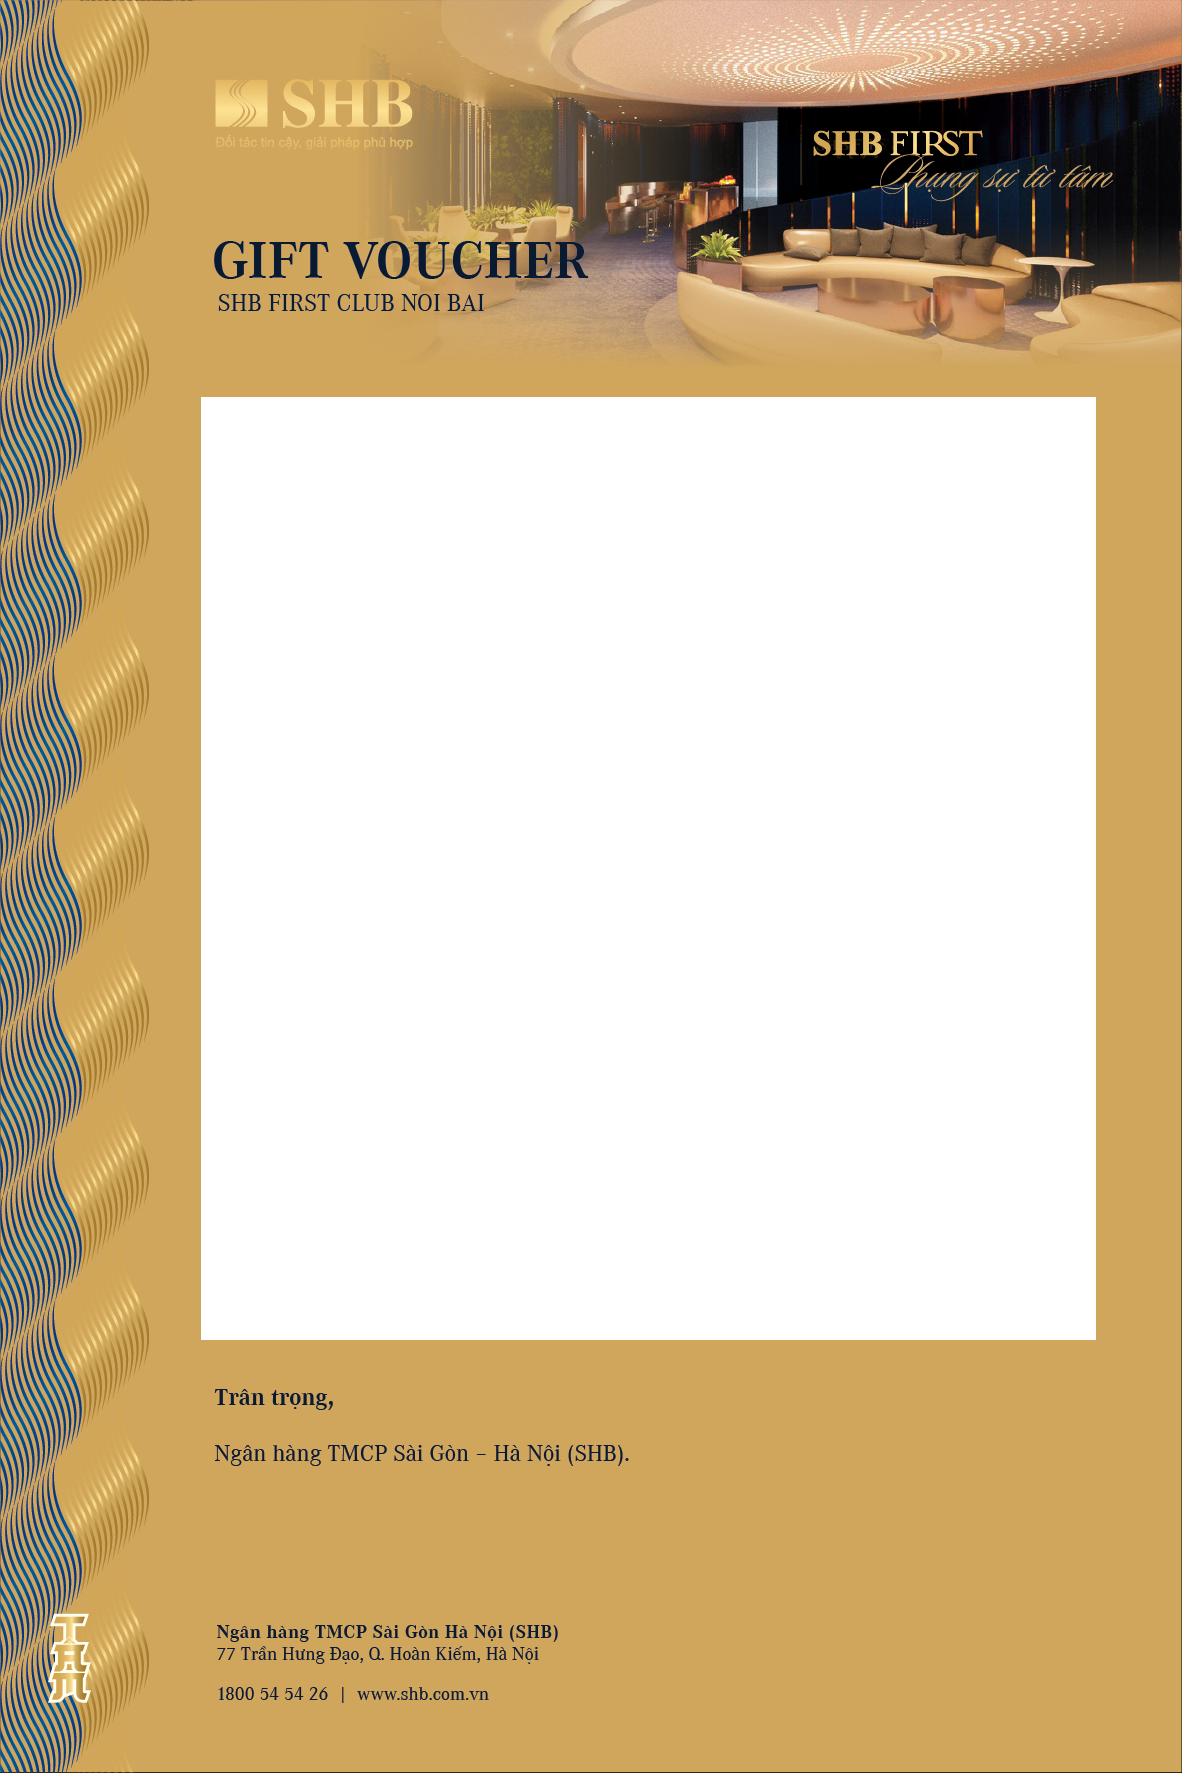 SHB
Đối tác tin cậy, giải pháp phù hợp
SHB FIRST
Phụng sự từ tâm
GIFT VOUCHER
SHB FIRST CLUB NOI BAI
Trân trọng,
Ngân hàng TMCP Sài Gòn – Hà Nội (SHB).
TÂM
Ngân hàng TMCP Sài Gòn Hà Nội (SHB)
77 Trần Hưng Đạo, Q. Hoàn Kiếm, Hà Nội
1800 54 54 26 | www.shb.com.vn